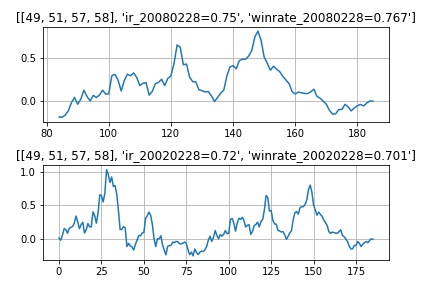 [[49, 51, 57, 58], 'ir_20080228=0.75', 'winrate_20080228=0.767']
0.5
0.0
80 100 120 140 160 180
[[49, 51, 57, 58], 'ir_20020228=0.72', 'winrate_20020228=0.701']
1.0
0.5
0.0
0 25 50 75 100 125 150 175